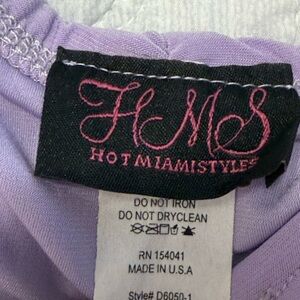 HMS
HOTMIAMISTYLES
DO NOT IRON
DO NOT DRYCLEAN
RN 154041
MADE IN U.S.A
Style# D6050-1